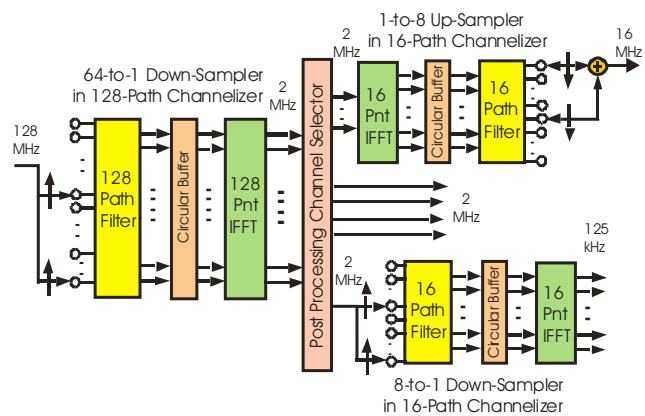 1-to-8 Up-Sampler
in 16-Path Channelizer
64-to-1 Down-Sampler
in 128-Path Channelizer
128
MHz
128
Path
Filter
Circular Buffer
128
Pnt
IFFT
2
MHz
Post Processing Channel Selector
2
MHz
16
Pnt
IFFT
Circular Buffer
16
Path
Filter
16
MHz
2
MHz
2
MHz
16
Path
Filter
Circular Buffer
16
Pnt
IFFT
125
kHz
8-to-1 Down-Sampler
in 16-Path Channelizer